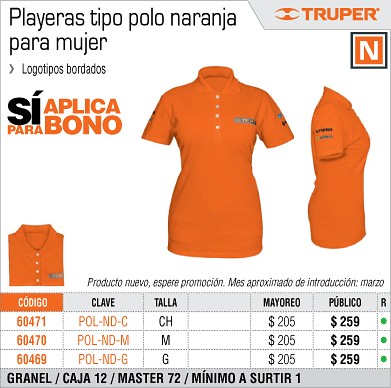 Playeras tipo polo naranja
para mujer
TRUPER®
N
› Logotipos bordados
SÍ APLICA
PARA BONO
Producto nuevo, espere promoción. Mes aproximado de introducción: marzo
CÓDIGO CLAVE TALLA MAYOREO PÚBLICO R
60471 POL-ND-C CH $ 205 $ 259
60470 POL-ND-M M $ 205 $ 259
60469 POL-ND-G G $ 205 $ 259
GRANEL / CAJA 12 / MASTER 72 / MÍNIMO A SURTIR 1